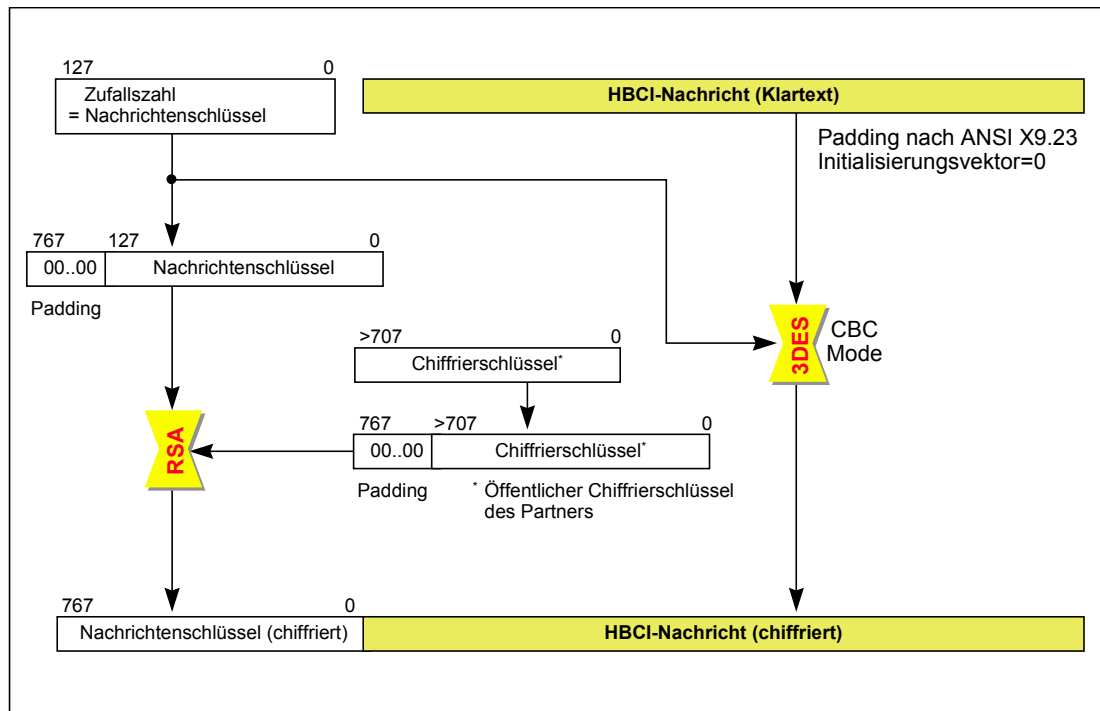 127 0
Zufallszahl
= Nachrichtenschlüssel
HBCI-Nachricht (Klartext)
Padding nach ANSI X9.23
Initialisierungsvektor=0
767 127 0
00..00 Nachrichtenschlüssel
Padding
>707 0
Chiffrierschlüssel*
3DES
CBC
Mode
767 >707 0
00..00 Chiffrierschlüssel*
RSA
Padding
* Öffentlicher Chiffrierschlüssel
des Partners
767 0
Nachrichtenschlüssel (chiffriert) HBCI-Nachricht (chiffriert)